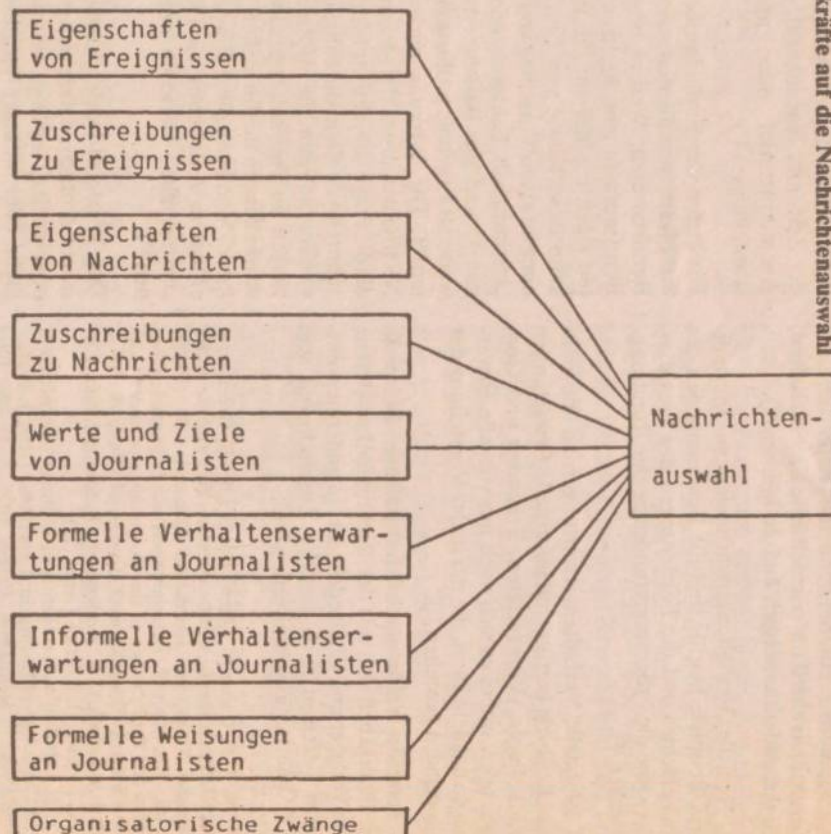 kräfte auf die Nachrichtenauswahl
Eigenschaften
von Ereignissen
Zuschreibungen
zu Ereignissen
Eigenschaften
von Nachrichten
Zuschreibungen
zu Nachrichten
Werte und Ziele
von Journalisten
Formelle Verhaltenserwar-
tungen an Journalisten
Informelle Verhaltenser-
wartungen an Journalisten
Formelle Weisungen
an Journalisten
Organisatorische Zwänge
Nachrichten-
auswahl